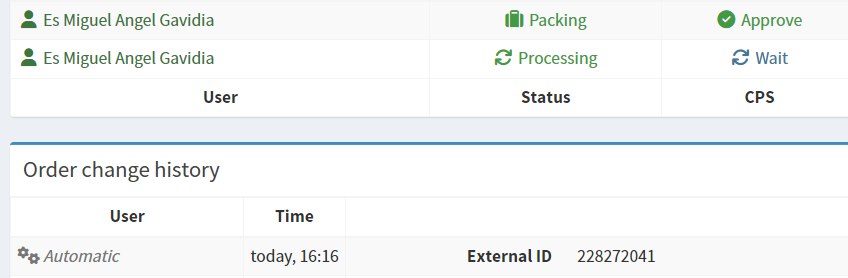 Es Miguel Angel Gavidia Packing Approve
Es Miguel Angel Gavidia Processing Wait
User Status CPS
Order change history
User Time
Automatic today, 16:16 External ID 228272041